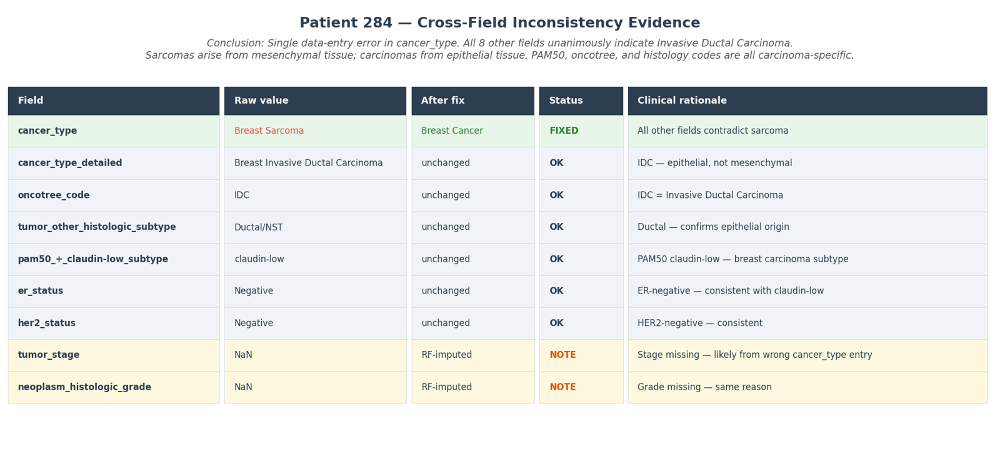 Patient 284 — Cross-Field Inconsistency Evidence
Conclusion: Single data-entry error in cancer_type. All 8 other fields unanimously indicate Invasive Ductal Carcinoma.
Sarcomas arise from mesenchymal tissue; carcinomas from epithelial tissue. PAM50, oncotree, and histology codes are all carcinoma-specific.
Field Raw value After fix Status Clinical rationale
cancer_type Breast Sarcoma Breast Cancer FIXED All other fields contradict sarcoma
cancer_type_detailed Breast Invasive Ductal Carcinoma unchanged OK IDC — epithelial, not mesenchymal
oncotree_code IDC unchanged OK IDC = Invasive Ductal Carcinoma
tumor_other_histologic_subtype Ductal/NST unchanged OK Ductal — confirms epithelial origin
pam50_+_claudin-low_subtype claudin-low unchanged OK PAM50 claudin-low — breast carcinoma subtype
er_status Negative unchanged OK ER-negative — consistent with claudin-low
her2_status Negative unchanged OK HER2-negative — consistent
tumor_stage NaN RF-imputed NOTE Stage missing — likely from wrong cancer_type entry
neoplasm_histologic_grade NaN RF-imputed NOTE Grade missing — same reason